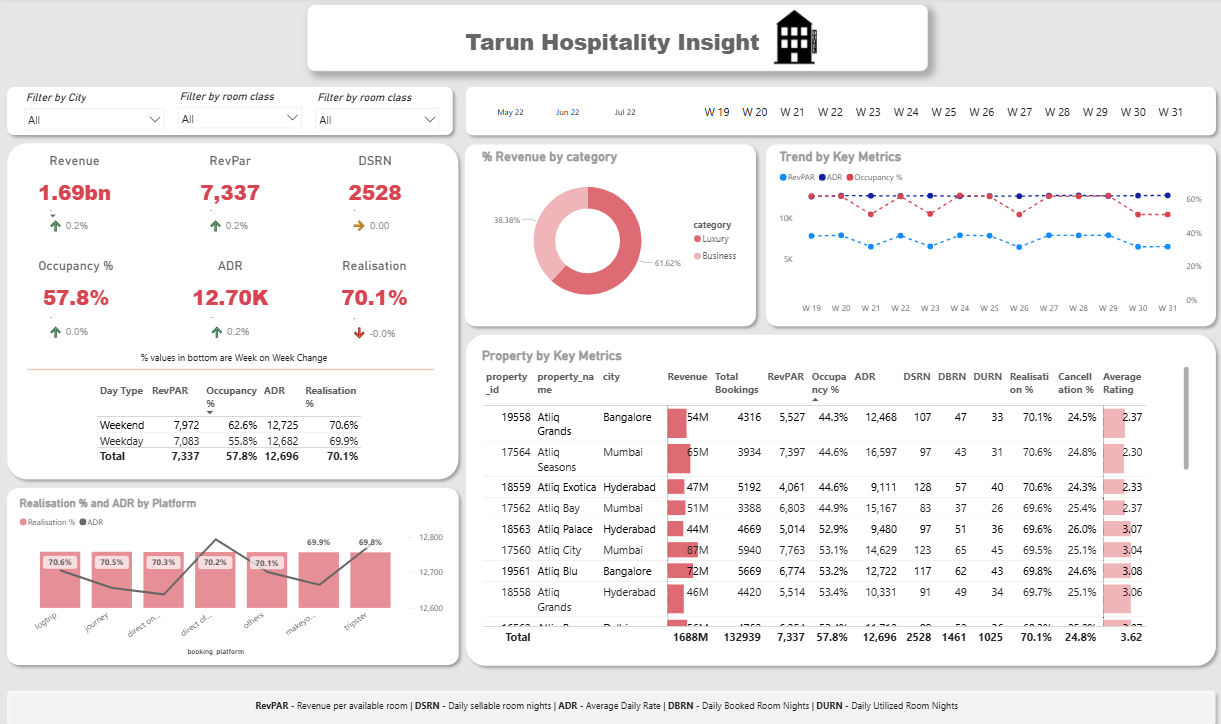 Tarun Hospitality Insight
HOTEL
Filter by City
Filter by room class
Filter by room class
All
All
All
May 22 Jun 22 Jul 22 W 19 W 20 W 21 W 22 W 23 W 24 W 25 W 26 W 27 W 28 W 29 W 30 W 31
Revenue RevPar DSRN
1.69bn 7,337 2528
0.2% 0.2% 0.00
Occupancy % ADR Realisation
57.8% 12.70K 70.1%
0.0% 0.2% -0.0%
% values in bottom are Week on Week Change
Day Type RevPAR Occupancy % ADR Realisation %
Weekend 7,972 62.6% 12,725 70.6%
Weekday 7,083 55.8% 12,682 69.9%
Total 7,337 57.8% 12,696 70.1%
% Revenue by category
38.38%
61.62%
category
Luxury
Business
Trend by Key Metrics
RevPAR ADR Occupancy %
10K
5K
60%
40%
20%
0%
W 19 W 20 W 21 W 22 W 23 W 24 W 25 W 26 W 27 W 28 W 29 W 30 W 31
Realisation % and ADR by Platform
Realisation % ADR
70.6% 70.5% 70.3% 70.2% 70.1% 69.9% 69.8%
12,800
12,700
12,600
logtrip journey direct on... direct of... others makeyo... tripster
booking_platform
Property by Key Metrics
property_id property_name city Revenue Total Bookings RevPAR Occupancy % ADR DSRN DBRN DURN Realisation % Cancellation % Average Rating
19558 Atliq Grands Bangalore 54M 4316 5,527 44.3% 12,468 107 47 33 70.1% 24.5% 2.37
17564 Atliq Seasons Mumbai 65M 3934 7,397 44.6% 16,597 97 43 31 70.6% 24.8% 2.30
18559 Atliq Exotica Hyderabad 47M 5192 4,061 44.6% 9,111 128 57 40 70.6% 24.3% 2.33
17562 Atliq Bay Mumbai 51M 3388 6,803 44.9% 15,167 83 37 26 69.6% 25.4% 2.37
18563 Atliq Palace Hyderabad 44M 4669 5,014 52.9% 9,480 97 51 36 69.6% 26.0% 3.07
17560 Atliq City Mumbai 87M 5940 7,763 53.1% 14,629 123 65 45 69.5% 25.1% 3.04
19561 Atliq Blu Bangalore 72M 5669 6,774 53.2% 12,722 117 62 43 69.8% 24.6% 3.08
18558 Atliq Grands Hyderabad 46M 4420 5,514 53.4% 10,331 91 49 34 69.7% 25.1% 3.06
Total 1688M 132939 7,337 57.8% 12,696 2528 1461 1025 70.1% 24.8% 3.62
RevPAR - Revenue per available room | DSRN - Daily sellable room nights | ADR - Average Daily Rate | DBRN - Daily Booked Room Nights | DURN - Daily Utilized Room Nights